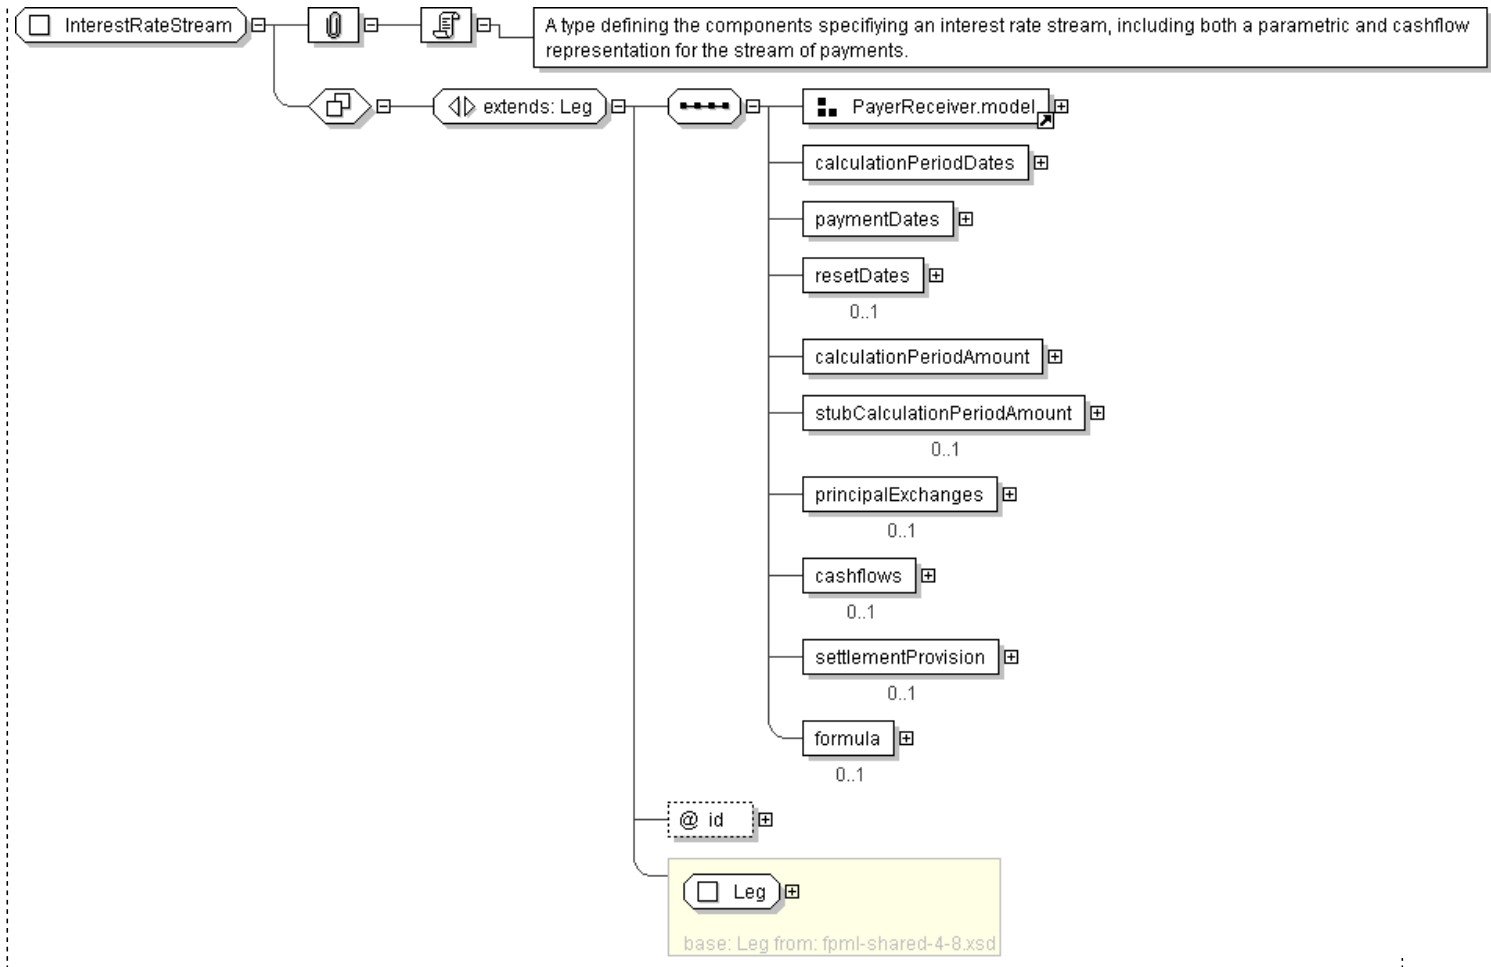 InterestRateStream
A type defining the components specifiying an interest rate stream, including both a parametric and cashflow
representation for the stream of payments.
extends: Leg
PayerReceiver.model
calculationPeriodDates
paymentDates
resetDates
0..1
calculationPeriodAmount
stubCalculationPeriodAmount
0..1
principalExchanges
0..1
cashflows
0..1
settlementProvision
0..1
formula
0..1
@ id
Leg
base: Leg from: fpml-shared-4-8.xsd